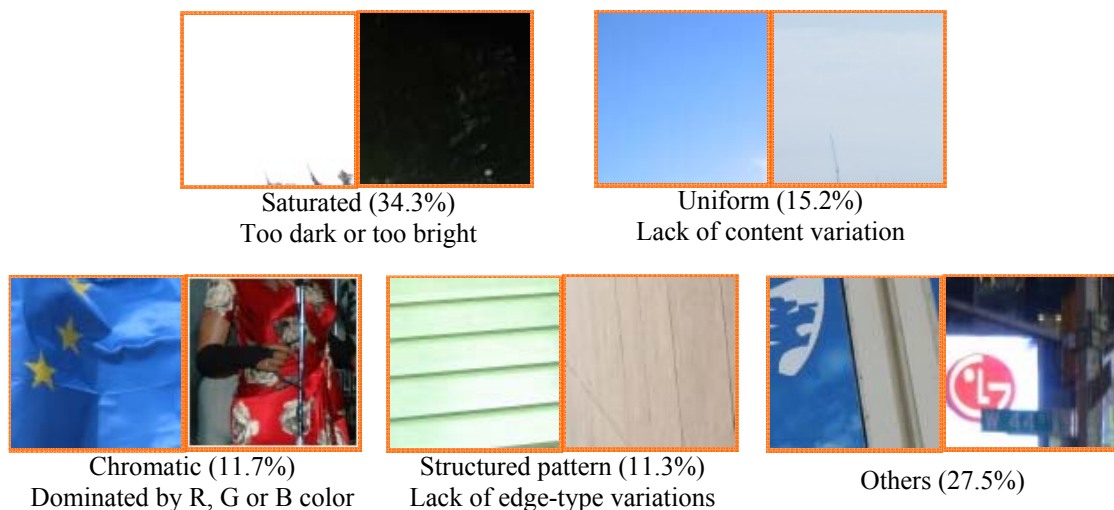 Saturated (34.3%)
Too dark or too bright
Uniform (15.2%)
Lack of content variation
LG
Chromatic (11.7%)
Dominated by R, G or B color
Structured pattern (11.3%)
Lack of edge-type variations
Others (27.5%)